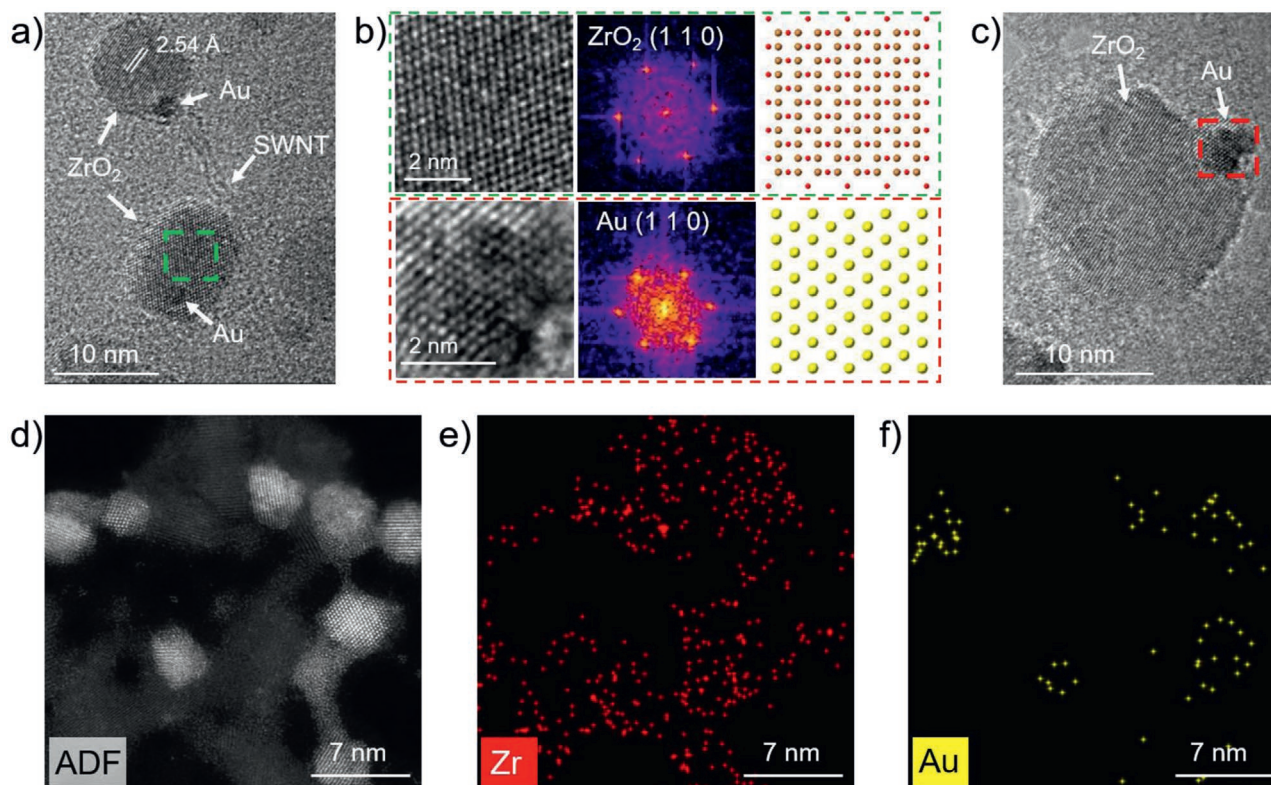 a)
2.54 Å
Au
SWNT
ZrO₂
Au
10 nm
b)
2 nm
ZrO₂ (1 1 0)
2 nm
Au (1 1 0)
c)
ZrO₂
Au
10 nm
d)
ADF
7 nm
e)
Zr
7 nm
f)
Au
7 nm